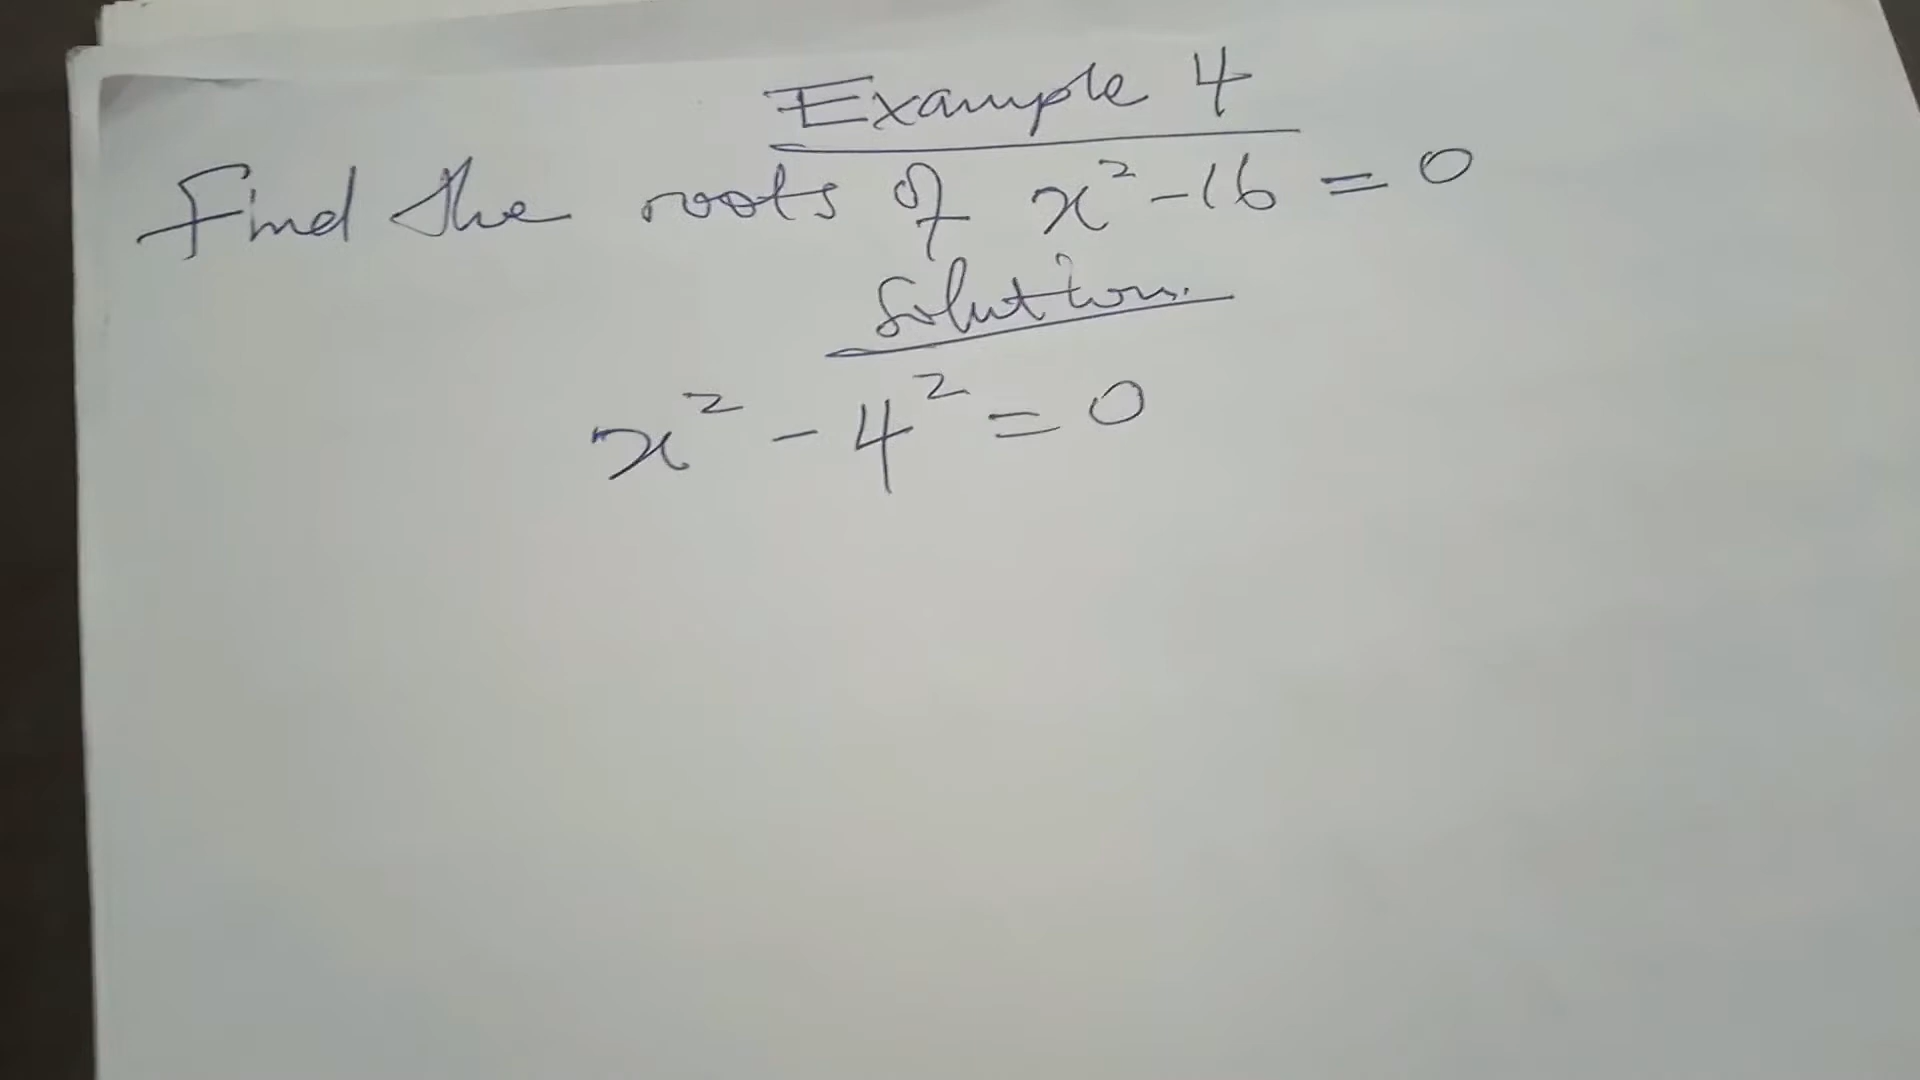 Example 4
Find the roots of x² - 16 = 0
Solution.
x² - 4² = 0